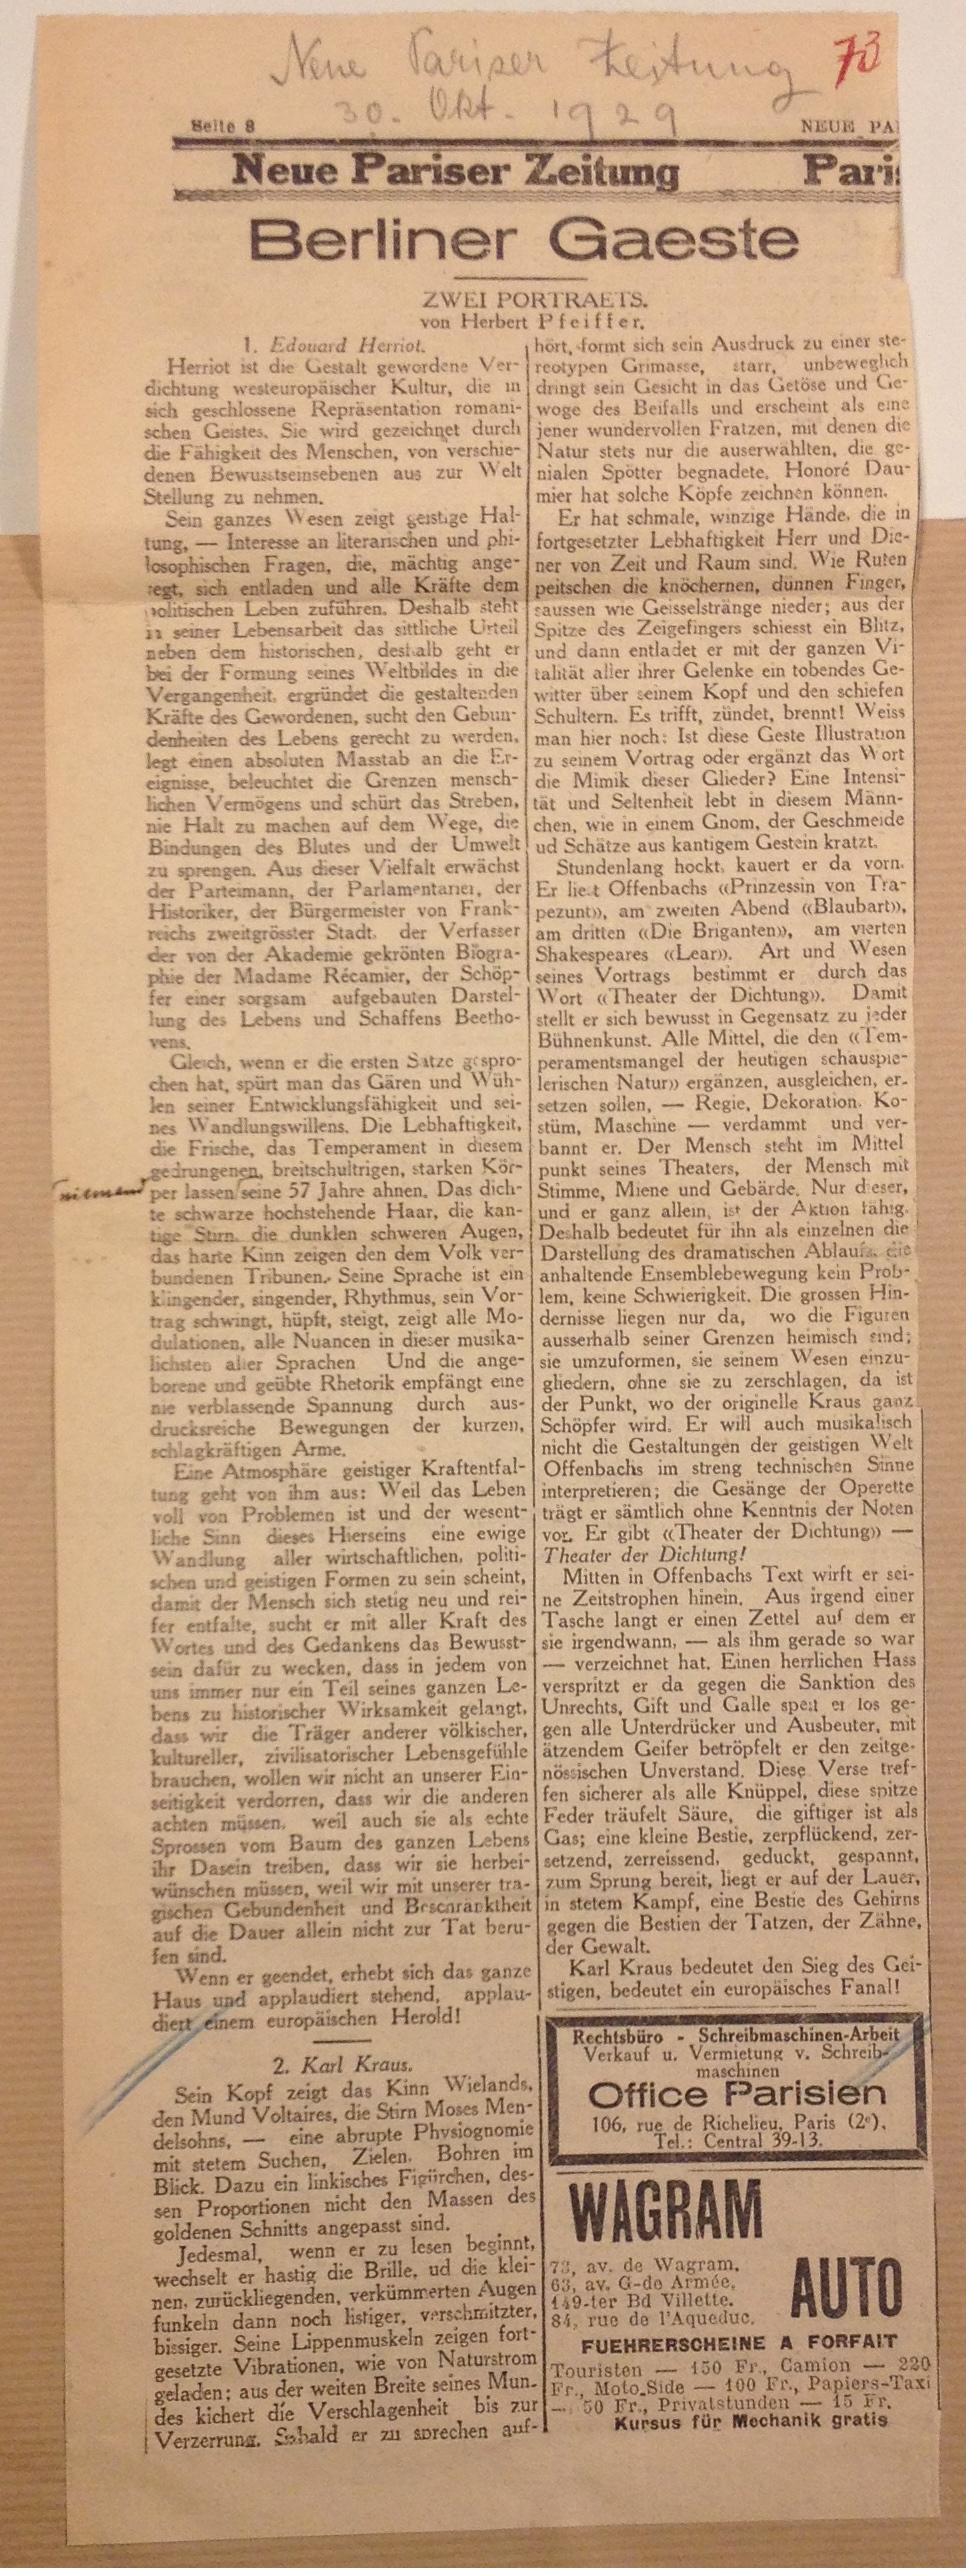 Neue Pariser Zeitung 73
30. Okt. 1929
Seite 8 NEUE PA
Neue Pariser Zeitung Paris
Berliner Gaeste
ZWEI PORTRAETS.
von Herbert Pfeiffer.
1. Edouard Herriot.
Herriot ist die Gestalt gewordene Ver-
dichtung westeuropäischer Kultur, die in
sich geschlossene Repräsentation romani-
schen Geistes. Sie wird gezeichnet durch
die Fähigkeit des Menschen, von verschie-
denen Bewusstseinsebenen aus zur Welt
Stellung zu nehmen.
Sein ganzes Wesen zeigt geistige Hal-
tung, — Interesse an literarischen und phi-
losophischen Fragen, die, mächtig ange-
regt, sich entladen und alle Kräfte dem
politischen Leben zuführen. Deshalb steht
in seiner Lebensarbeit das sittliche Urteil
neben dem historischen, deshalb geht er
bei der Formung seines Weltbildes in die
Vergangenheit, ergründet die gestaltenden
Kräfte des Gewordenen, sucht den Gebun-
denheiten des Lebens gerecht zu werden,
legt einen absoluten Masstab an die Er-
eignisse, beleuchtet die Grenzen mensch-
lichen Vermögens und schürt das Streben,
nie Halt zu machen auf dem Wege, die
Bindungen des Blutes und der Umwelt
zu sprengen. Aus dieser Vielfalt erwächst
der Parteimann, der Parlamentarier, der
Historiker, der Bürgermeister von Frank-
reichs zweitgrösster Stadt, der Verfasser
der von der Akademie gekrönten Biogra-
phie der Madame Récamier, der Schöp-
fer einer sorgsam aufgebauten Darstel-
lung des Lebens und Schaffens Beetho-
vens.
Gleich, wenn er die ersten Sätze gespro-
chen hat, spürt man das Gären und Wüh-
len seiner Entwicklungsfähigkeit und sei-
nes Wandlungswillens. Die Lebhaftigkeit,
die Frische, das Temperament in diesem
gedrungenen, breitschultrigen, starken Kör-
niemand per lassen seine 57 Jahre ahnen. Das dich-
te schwarze hochstehende Haar, die kan-
tige Stirn, die dunklen schweren Augen,
das harte Kinn zeigen den dem Volk ver-
bundenen Tribunen. Seine Sprache ist ein
klingender, singender, Rhythmus, sein Vor-
trag schwingt, hüpft, steigt, zeigt alle Mo-
dulationen, alle Nuancen in dieser musika-
lichsten aller Sprachen Und die ange-
borene und geübte Rhetorik empfängt eine
nie verblassende Spannung durch aus-
drucksreiche Bewegungen der kurzen,
schlagkräftigen Arme.
Eine Atmosphäre geistiger Kraftentfal-
tung geht von ihm aus: Weil das Leben
voll von Problemen ist und der wesent-
liche Sinn dieses Hierseins eine ewige
Wandlung aller wirtschaftlichen, politi-
schen und geistigen Formen zu sein scheint,
damit der Mensch sich stetig neu und rei-
fer entfalte, sucht er mit aller Kraft des
Wortes und des Gedankens das Bewusst-
sein dafür zu wecken, dass in jedem von
uns immer nur ein Teil seines ganzen Le-
bens zu historischer Wirksamkeit gelangt,
dass wir die Träger anderer völkischer,
kultureller, zivilisatorischer Lebensgefühle
brauchen, wollen wir nicht an unserer Ein-
seitigkeit verdorren, dass wir die anderen
achten müssen, weil auch sie als echte
Sprossen vom Baum des ganzen Lebens
ihr Dasein treiben, dass wir sie herbei-
wünschen müssen, weil wir mit unserer tra-
gischen Gebundenheit und Beschränktheit
auf die Dauer allein nicht zur Tat beru-
fen sind.
Wenn er geendet, erhebt sich das ganze
Haus und applaudiert stehend, applau-
diert einem europäischen Herold!
2. Karl Kraus.
Sein Kopf zeigt das Kinn Wielands,
den Mund Voltaires, die Stirn Moses Men-
delsohns, — eine abrupte Physiognomie
mit stetem Suchen, Zielen, Bohren im
Blick. Dazu ein linkisches Figürchen, des-
sen Proportionen nicht den Massen des
goldenen Schnitts angepasst sind.
Jedesmal, wenn er zu lesen beginnt,
wechselt er hastig die Brille, ud die klei-
nen, zurückliegenden, verkümmerten Augen
funkeln dann noch listiger, verschmitzter,
bissiger. Seine Lippenmuskeln zeigen fort-
gesetzte Vibrationen, wie von Naturstrom
geladen; aus der weiten Breite seines Mun-
des kichert die Verschlagenheit bis zur
Verzerrung. Sobald er zu sprechen auf-
hört, formt sich sein Ausdruck zu einer ste-
reotypen Grimasse, starr, unbeweglich
dringt sein Gesicht in das Getöse und Ge-
woge des Beifalls und erscheint als eine
jener wundervollen Fratzen, mit denen die
Natur stets nur die auserwählten, die ge-
nialen Spötter begnadete. Honoré Dau-
mier hat solche Köpfe zeichnen können.
Er hat schmale, winzige Hände, die in
fortgesetzter Lebhaftigkeit Herr und Die-
ner von Zeit und Raum sind. Wie Ruten
peitschen die knöchernen, dünnen Finger,
saussen wie Geisselstränge nieder; aus der
Spitze des Zeigefingers schiesst ein Blitz,
und dann entladet er mit der ganzen Vi-
talität aller ihrer Gelenke ein tobendes Ge-
witter über seinem Kopf und den schiefen
Schultern. Es trifft, zündet, brennt! Weiss
man hier noch: Ist diese Geste Illustration
zu seinem Vortrag oder ergänzt das Wort
die Mimik dieser Glieder? Eine Intensi-
tät und Seltenheit lebt in diesem Männ-
chen, wie in einem Gnom, der Geschmeide
ud Schätze aus kantigem Gestein kratzt.
Stundenlang hockt, kauert er da vorn.
Er liest Offenbachs «Prinzessin von Tra-
pezunt», am zweiten Abend «Blaubart»,
am dritten «Die Briganten», am vierten
Shakespeares «Lear». Art und Wesen
seines Vortrags bestimmt er durch das
Wort «Theater der Dichtung». Damit
stellt er sich bewusst in Gegensatz zu jeder
Bühnenkunst. Alle Mittel, die den «Tem-
peramentsmangel der heutigen schauspie-
lerischen Natur» ergänzen, ausgleichen, er-
setzen sollen, — Regie, Dekoration, Ko-
stüm, Maschine — verdammt und ver-
bannt er. Der Mensch steht im Mittel
punkt seines Theaters, der Mensch mit
Stimme, Miene und Gebärde. Nur dieser,
und er ganz allein, ist der Aktion fähig.
Deshalb bedeutet für ihn als einzelnen die
Darstellung des dramatischen Ablaufs, die
anhaltende Ensemblebewegung kein Prob-
lem, keine Schwierigkeit. Die grossen Hin-
dernisse liegen nur da, wo die Figuren
ausserhalb seiner Grenzen heimisch sind;
sie umzuformen, sie seinem Wesen einzu-
gliedern, ohne sie zu zerschlagen, da ist
der Punkt, wo der originelle Kraus ganz
Schöpfer wird. Er will auch musikalisch
nicht die Gestaltungen der geistigen Welt
Offenbachs im streng technischen Sinne
interpretieren; die Gesänge der Operette
trägt er sämtlich ohne Kenntnis der Noten
vor. Er gibt «Theater der Dichtung» —
Theater der Dichtung!
Mitten in Offenbachs Text wirft er sei-
ne Zeitstrophen hinein. Aus irgend einer
Tasche langt er einen Zettel auf dem er
sie irgendwann, — als ihm gerade so war
— verzeichnet hat. Einen herrlichen Hass
verspritzt er da gegen die Sanktion des
Unrechts, Gift und Galle speit er los ge-
gen alle Unterdrücker und Ausbeuter, mit
ätzendem Geifer betröpfelt er den zeitge-
nössischen Unverstand. Diese Verse tref-
fen sicherer als alle Knüppel, diese spitze
Feder träufelt Säure, die giftiger ist als
Gas; eine kleine Bestie, zerpflückend, zer-
setzend, zerreissend, geduckt, gespannt,
zum Sprung bereit, liegt er auf der Lauer,
in stetem Kampf, eine Bestie des Gehirns
gegen die Bestien der Tatzen, der Zähne,
der Gewalt.
Karl Kraus bedeutet den Sieg des Gei-
stigen, bedeutet ein europäisches Fanal!
Rechtsbüro - Schreibmaschinen-Arbeit
Verkauf u. Vermietung v. Schreib-
maschinen
Office Parisien
106, rue de Richelieu, Paris (2e).
Tel.: Central 39-13.
WAGRAM
AUTO
73, av. de Wagram.
63, av. G-de Armée.
149-ter Bd Villette.
84, rue de l'Aqueduc.
FUEHRERSCHEINE A FORFAIT
Touristen — 150 Fr., Camion — 220
Fr., Moto-Side — 100 Fr., Papiers-Taxi
— 50 Fr., Privatstunden — 15 Fr.
Kursus für Mechanik gratis